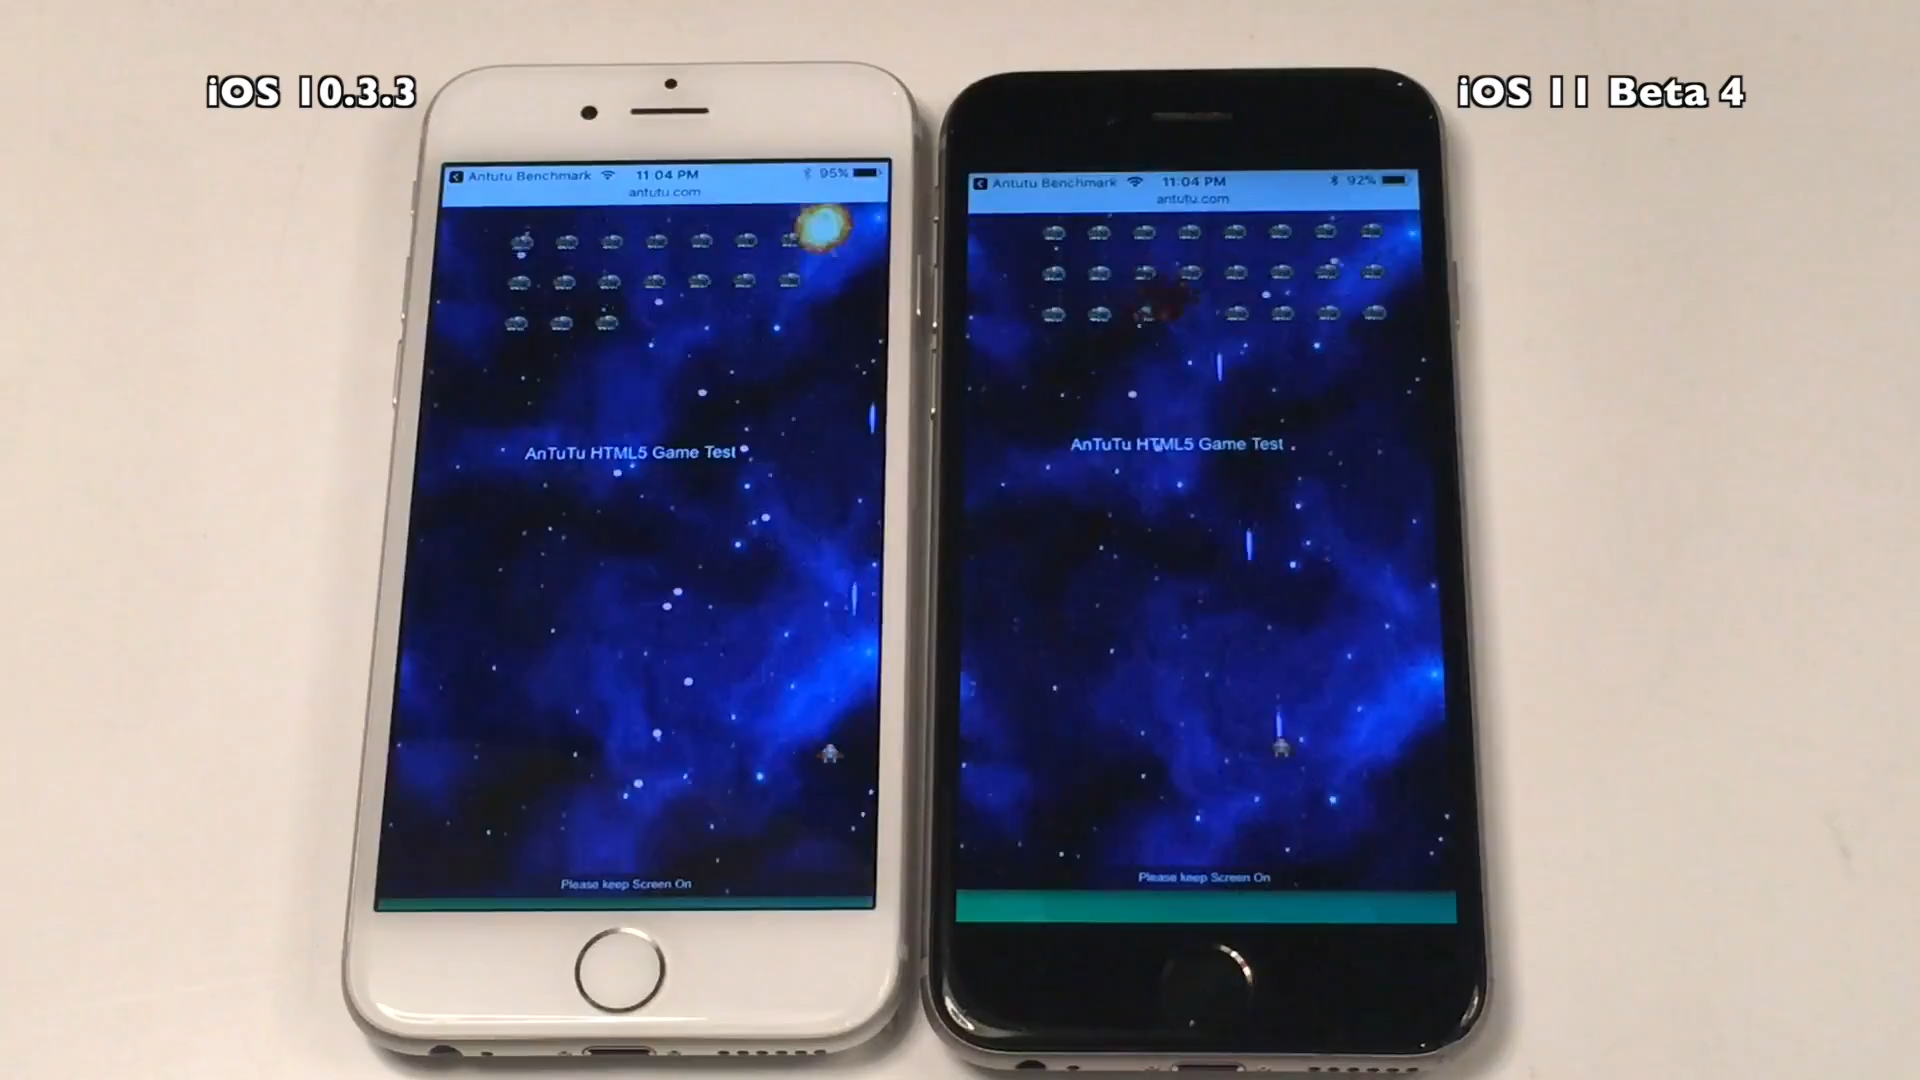 iOS 10.3.3
iOS 11 Beta 4
Antutu Benchmark 11:04 PM 95%
antutu.com
AnTuTu HTML5 Game Test
Please keep Screen On
Antutu Benchmark 11:04 PM 92%
antutu.com
AnTuTu HTML5 Game Test
Please keep Screen On